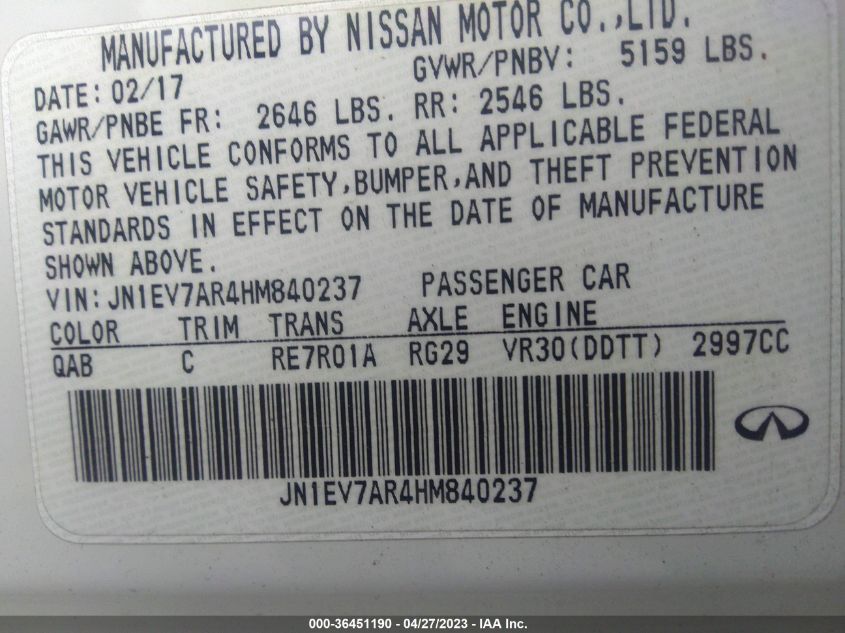 MANUFACTURED BY NISSAN MOTOR CO.,LTD.
DATE: 02/17 GVWR/PNBV: 5159 LBS.
GAWR/PNBE FR: 2646 LBS. RR: 2546 LBS.
THIS VEHICLE CONFORMS TO ALL APPLICABLE FEDERAL
MOTOR VEHICLE SAFETY,BUMPER,AND THEFT PREVENTION
STANDARDS IN EFFECT ON THE DATE OF MANUFACTURE
SHOWN ABOVE.
VIN:JN1EV7AR4HM840237 PASSENGER CAR
COLOR TRIM TRANS AXLE ENGINE
QAB C RE7R01A RG29 VR30(DDTT) 2997CC
JN1EV7AR4HM840237
000-36451190 - 04/27/2023 - IAA Inc.